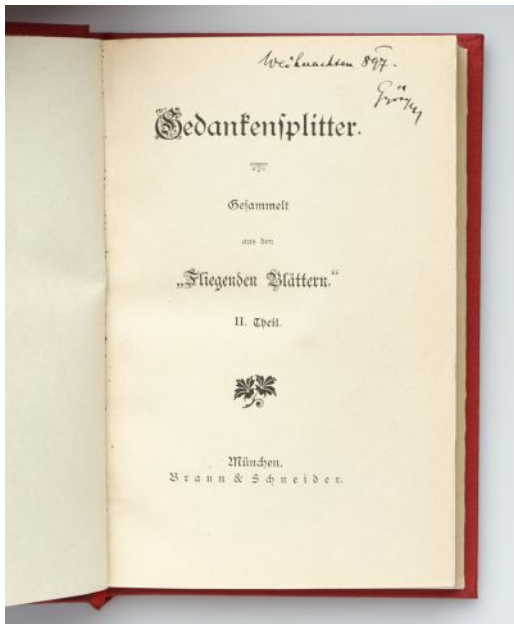 Weihnachten 897.
Gedankensplitter.
Gesammelt
aus den
„Fliegenden Blättern.“
II. Theil.
München.
Braun & Schneider.